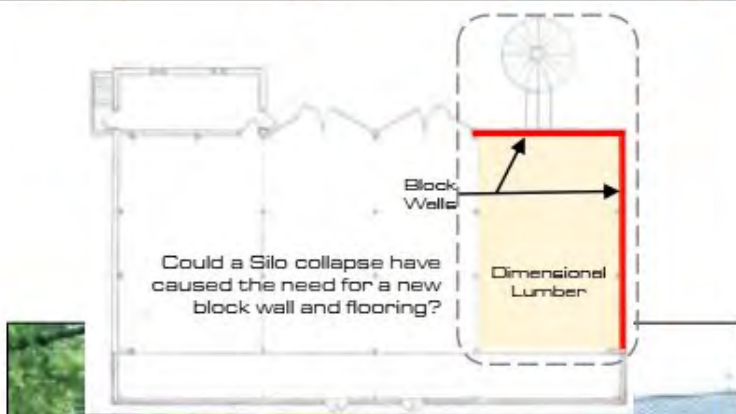 Block
Walls
Could a Silo collapse have
caused the need for a new
block wall and flooring?
Dimensional
Lumber